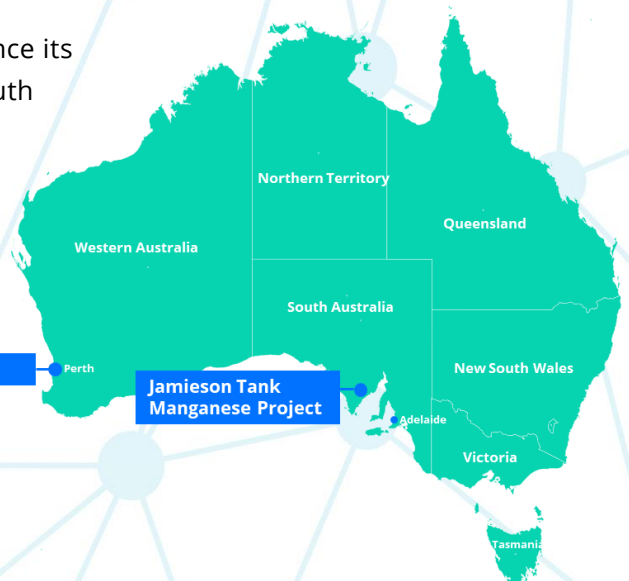 nce its
uth
Northern Territory
Queensland
Western Australia
South Australia
Perth
New South Wales
Jamieson Tank
Manganese Project
Adelaide
Victoria
Tasmania